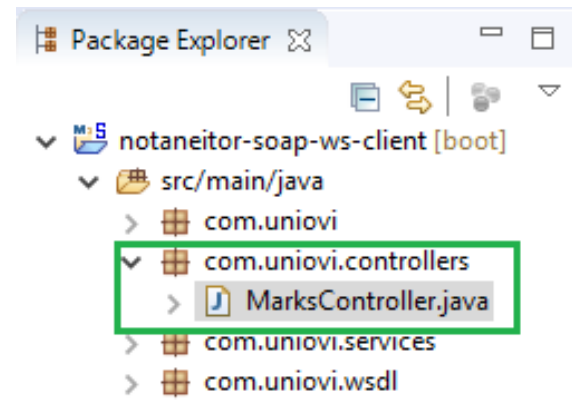 Package Explorer
notaneitor-soap-ws-client [boot]
src/main/java
com.uniovi
com.uniovi.controllers
MarksController.java
com.uniovi.services
com.uniovi.wsdl